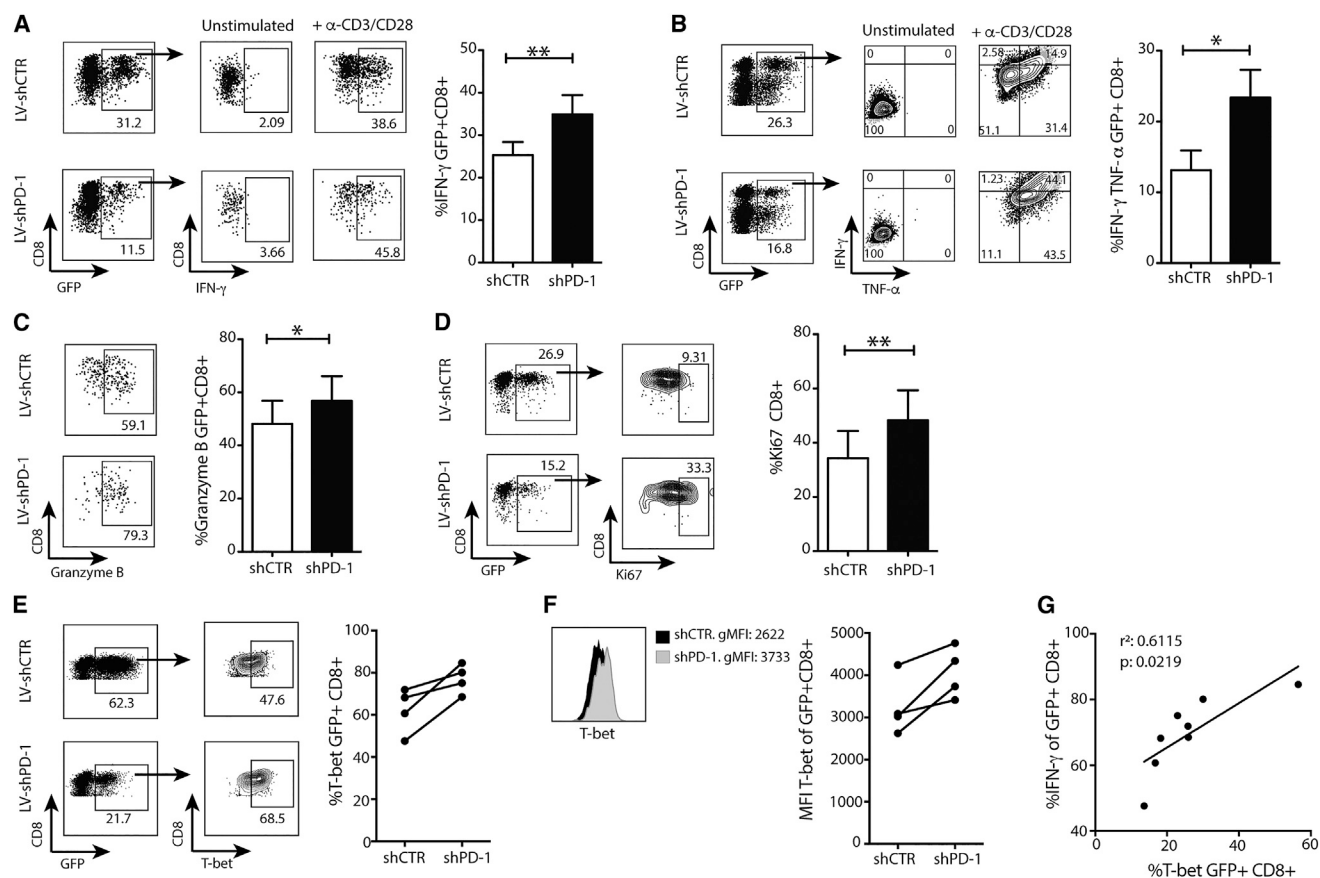 A
Unstimulated
+ α-CD3/CD28
LV-shCTR
31.2
2.09
38.6
LV-shPD-1
11.5
3.66
45.8
CD8
GFP
IFN-γ
**
50
40
30
20
10
0
%IFN-γ GFP+CD8+
shCTR
shPD-1
B
Unstimulated
+ α-CD3/CD28
LV-shCTR
26.3
0
0
100
0
2.58
14.9
51.1
31.4
LV-shPD-1
16.8
0
0
100
0
1.23
44.1
11.1
43.5
CD8
GFP
IFN-γ
TNF-α
*
30
20
10
0
%IFN-γ TNF-α GFP+ CD8+
shCTR
shPD-1
C
LV-shCTR
59.1
LV-shPD-1
79.3
CD8
Granzyme B
*
80
60
40
20
0
%Granzyme B GFP+CD8+
shCTR
shPD-1
D
LV-shCTR
26.9
9.31
LV-shPD-1
15.2
33.3
CD8
GFP
CD8
Ki67
**
80
60
40
20
0
%Ki67 CD8+
shCTR
shPD-1
E
LV-shCTR
62.3
47.6
LV-shPD-1
21.7
68.5
CD8
GFP
CD8
T-bet
100
80
60
40
20
0
%T-bet GFP+ CD8+
shCTR
shPD-1
F
shCTR. gMFI: 2622
shPD-1. gMFI: 3733
T-bet
5000
4000
3000
2000
1000
0
MFI T-bet of GFP+CD8+
shCTR
shPD-1
G
r²: 0.6115
p: 0.0219
100
80
60
40
%IFN-γ of GFP+ CD8+
20
40
60
%T-bet GFP+ CD8+